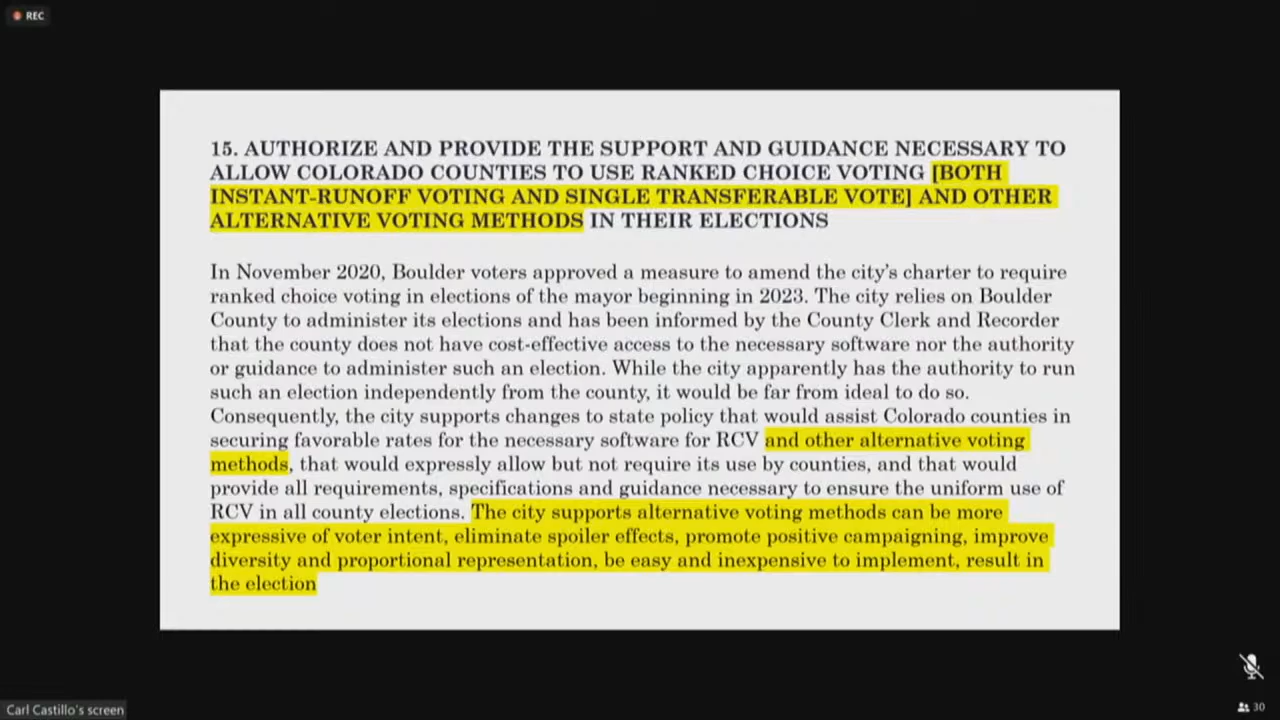 REC
15. AUTHORIZE AND PROVIDE THE SUPPORT AND GUIDANCE NECESSARY TO
ALLOW COLORADO COUNTIES TO USE RANKED CHOICE VOTING [BOTH
INSTANT-RUNOFF VOTING AND SINGLE TRANSFERABLE VOTE] AND OTHER
ALTERNATIVE VOTING METHODS IN THEIR ELECTIONS
In November 2020, Boulder voters approved a measure to amend the city's charter to require
ranked choice voting in elections of the mayor beginning in 2023. The city relies on Boulder
County to administer its elections and has been informed by the County Clerk and Recorder
that the county does not have cost-effective access to the necessary software nor the authority
or guidance to administer such an election. While the city apparently has the authority to run
such an election independently from the county, it would be far from ideal to do so.
Consequently, the city supports changes to state policy that would assist Colorado counties in
securing favorable rates for the necessary software for RCV and other alternative voting
methods, that would expressly allow but not require its use by counties, and that would
provide all requirements, specifications and guidance necessary to ensure the uniform use of
RCV in all county elections. The city supports alternative voting methods can be more
expressive of voter intent, eliminate spoiler effects, promote positive campaigning, improve
diversity and proportional representation, be easy and inexpensive to implement, result in
the election
Carl Castillo's screen
30